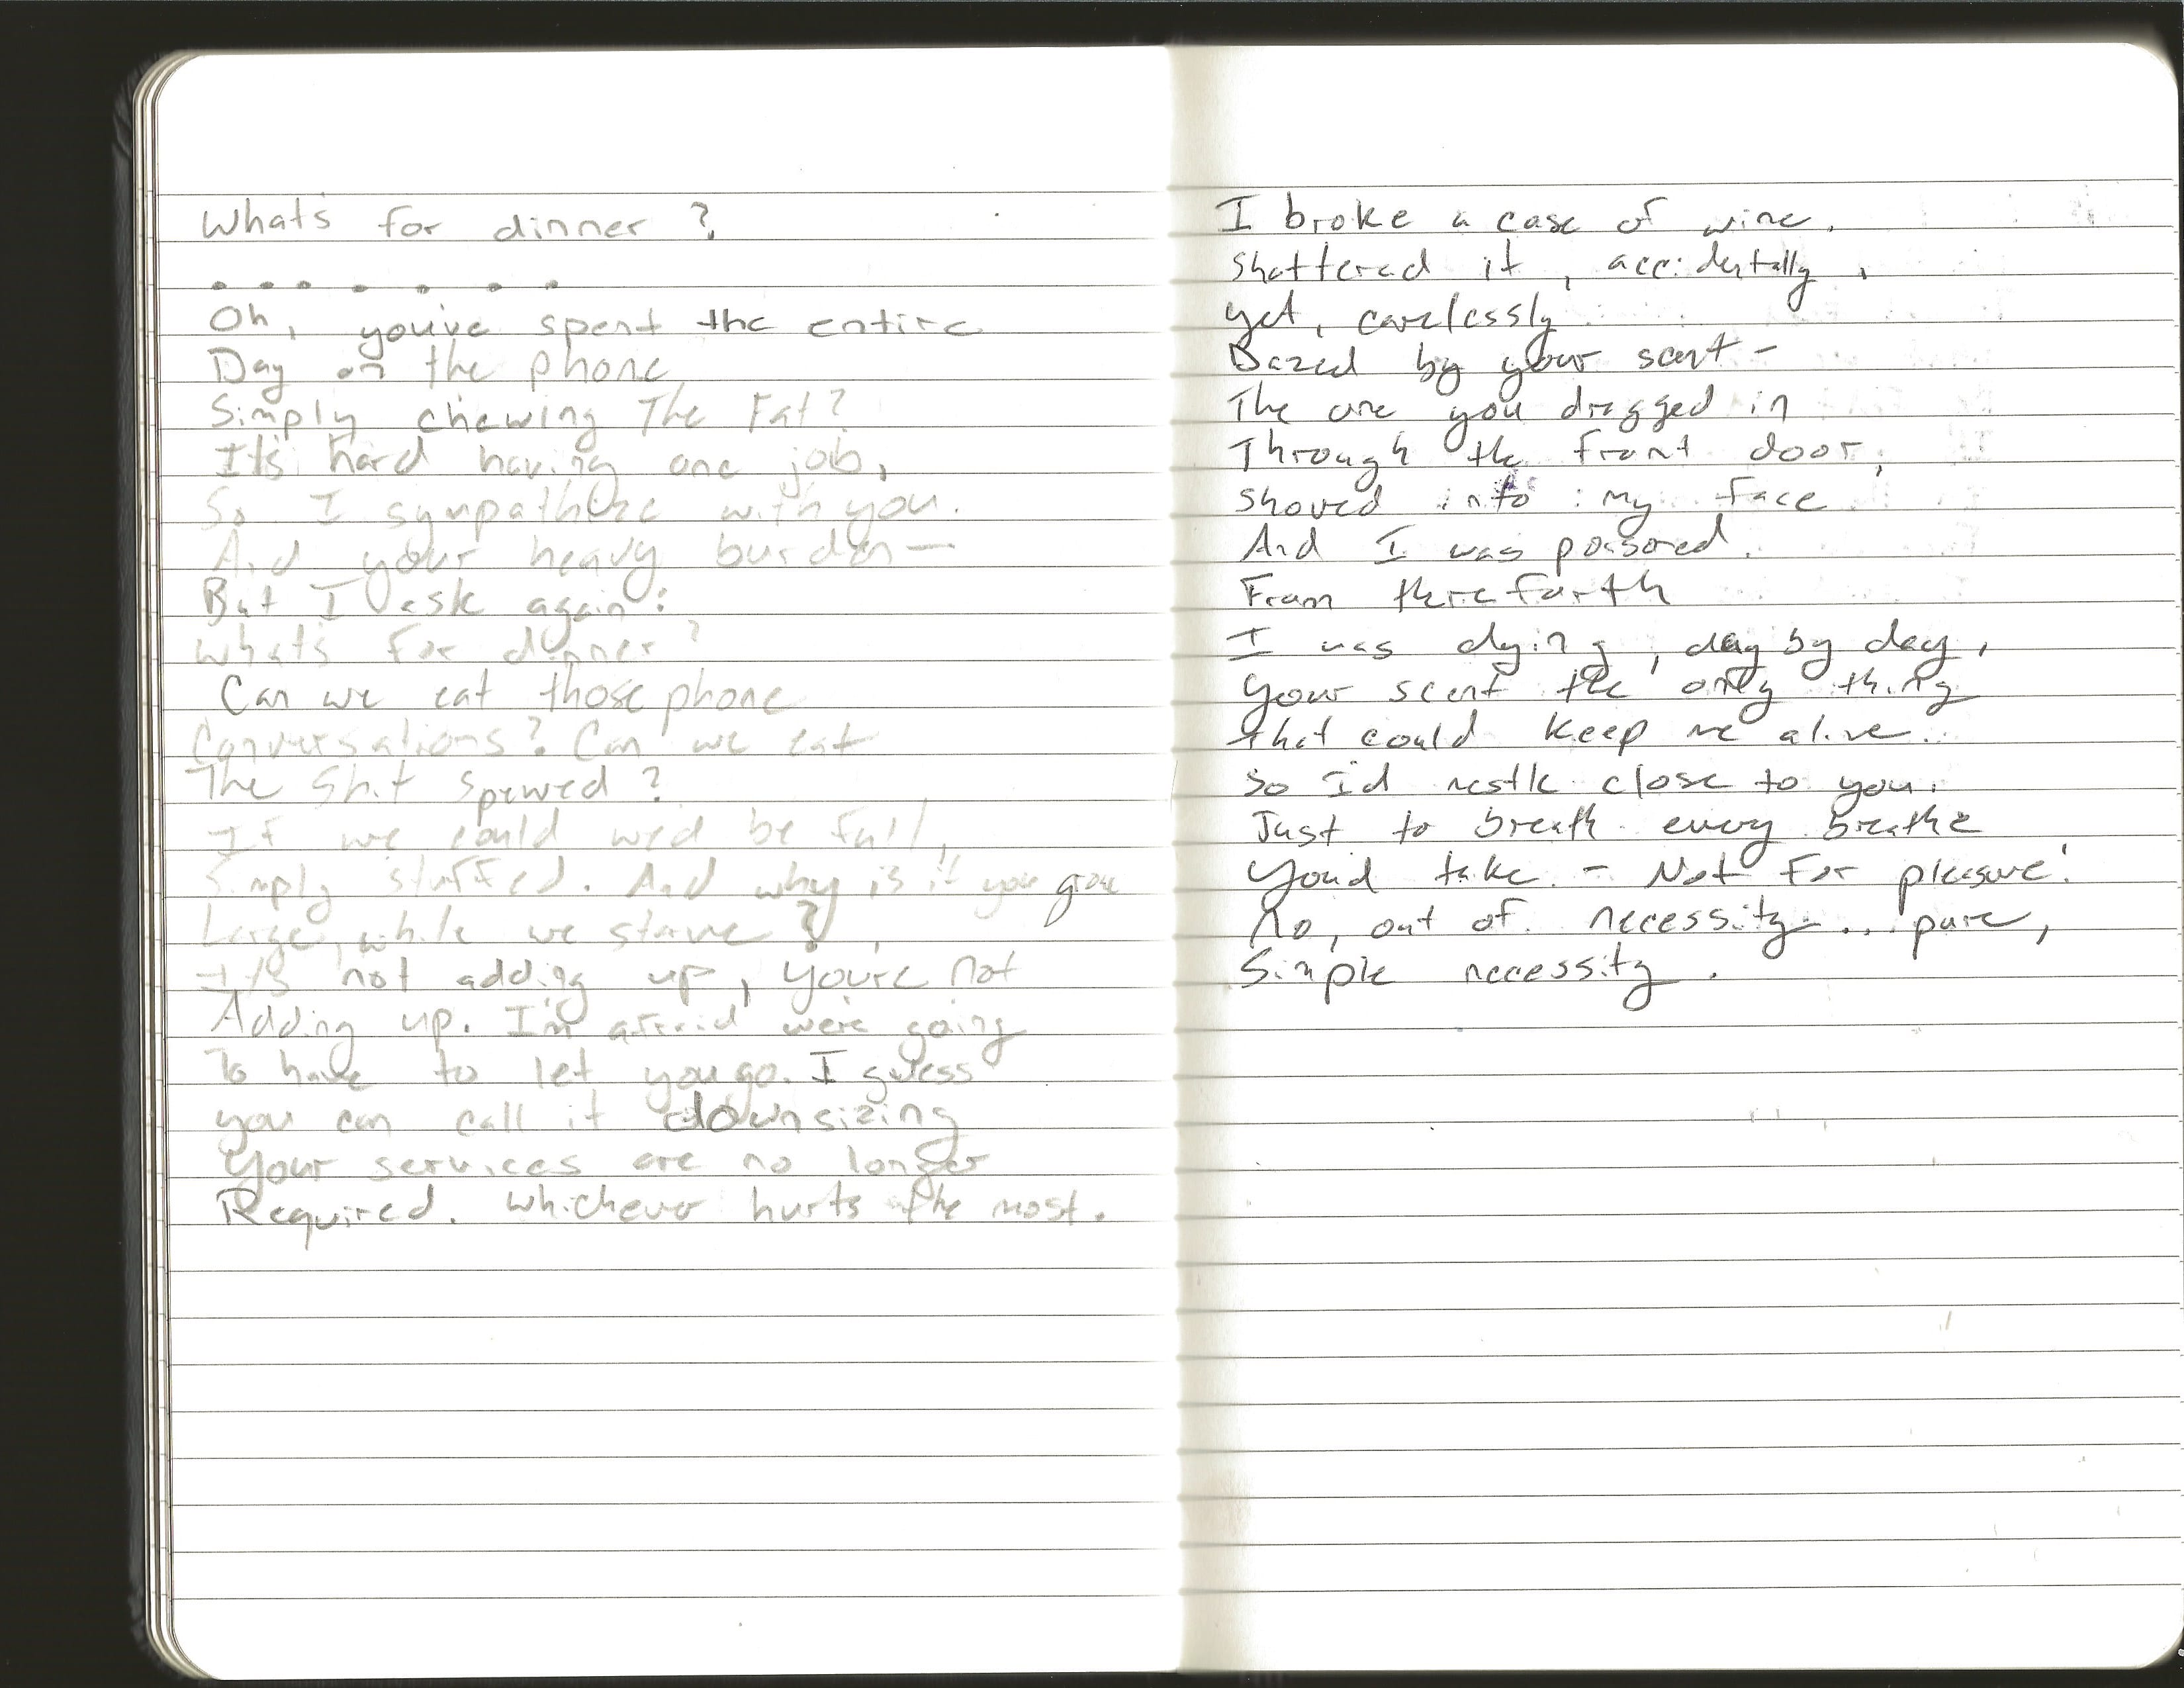 Whats for dinner?
. . . . . . .
Oh, you've spent the entire
Day on the phone
Simply chewing The Fat?
It's hard having one job,
So I sympathize with you.
And your heavy burden—
But I ask again:
Whats For dinner?
Can we eat those phone
Conversations? Can we eat
The Shit spewed?
If we could we'd be full,
Simply stuffed. And why is it you grow
Large, while we starve?
It's not adding up, you're not
Adding up. I'm afraid we're going
To have to let you go. I guess
you can call it downsizing
Your services are no longer
Required. Whichever hurts the most.
I broke a case of wine.
Shattered it, accidentally,
yet, carelessly
Dazed by your scent -
The one you dragged in
Through the front door,
shoved into my face
And I was poisoned.
From there forth
I was dying, day by day,
Your scent the only thing
that could keep me alive.
So I'd nestle close to you.
Just to breath every breathe
You'd take. - Not For pleasure!
No, out of necessity... pure,
Simple necessity.